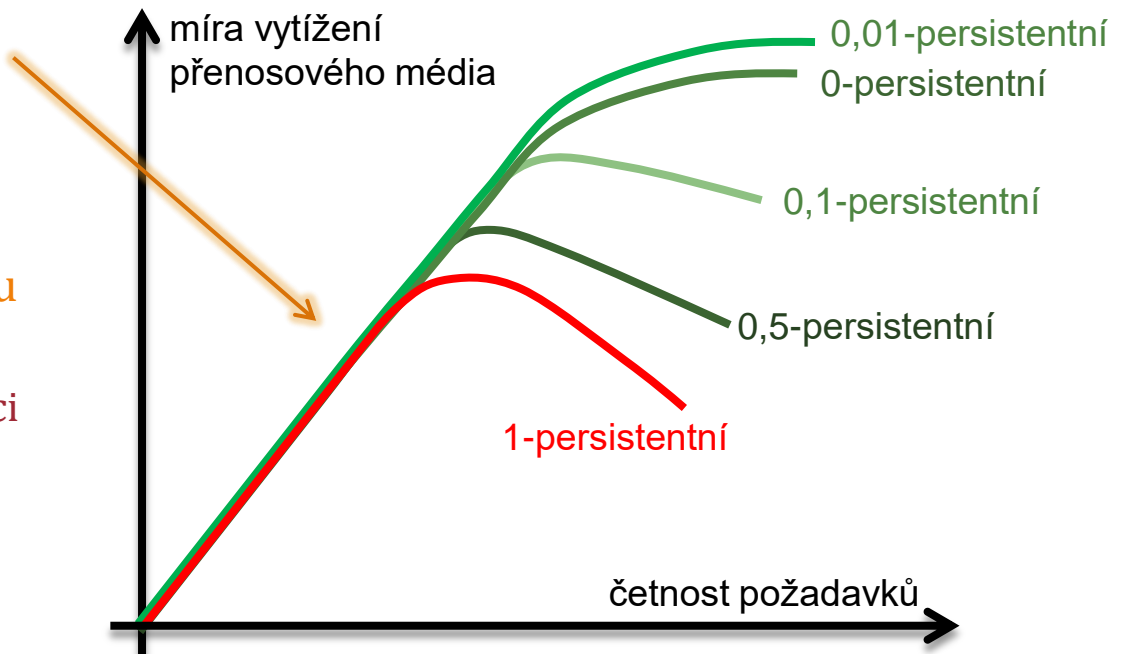 míra vytížení
přenosového média
0,01-persistentní
0-persistentní
0,1-persistentní
u
0,5-persistentní
ci
1-persistentní
četnost požadavků